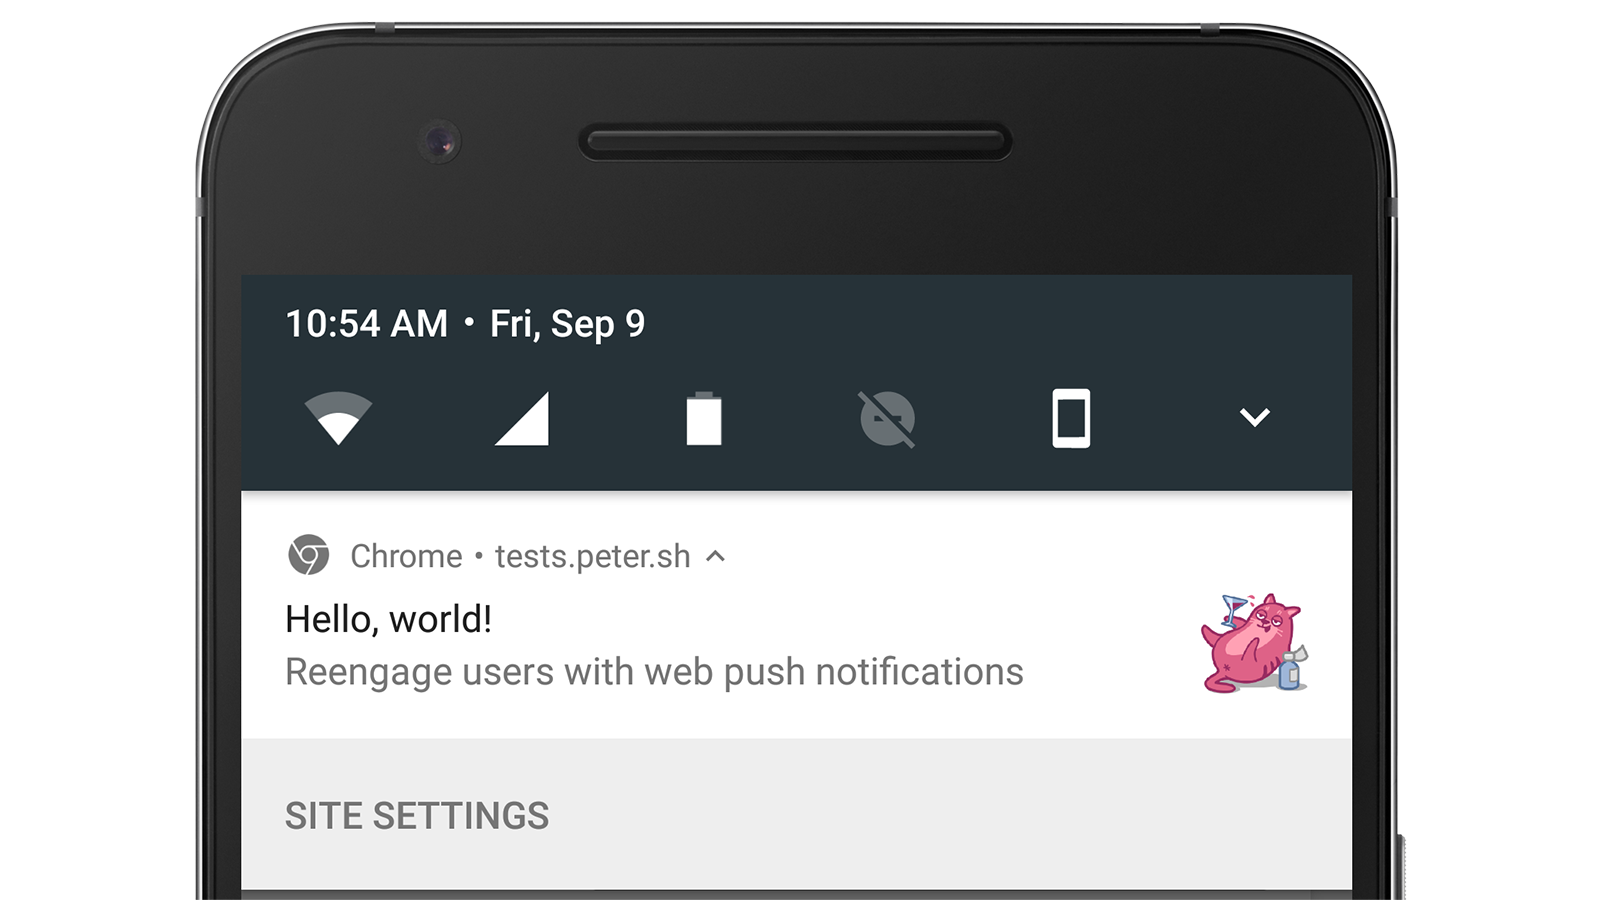 10:54 AM • Fri, Sep 9
Chrome • tests.peter.sh
Hello, world!
Reengage users with web push notifications
SITE SETTINGS